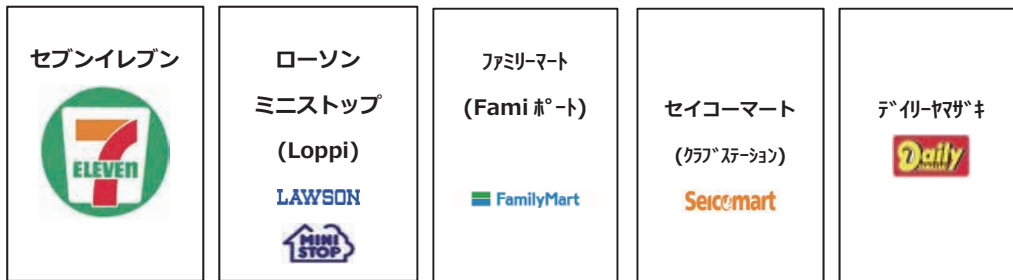 セブンイレブン
7
ELEVEn
ローソン
ミニストップ
(Loppi)
LAWSON
MINI
STOP
ﾌｧﾐﾘｰﾏｰﾄ
(Fami ﾎﾟｰﾄ)
FamilyMart
セイコーマート
(ｸﾗﾌﾞｽﾃｰｼｮﾝ)
Seicomart
ﾃﾞｲﾘｰﾔﾏｻﾞｷ
Daily